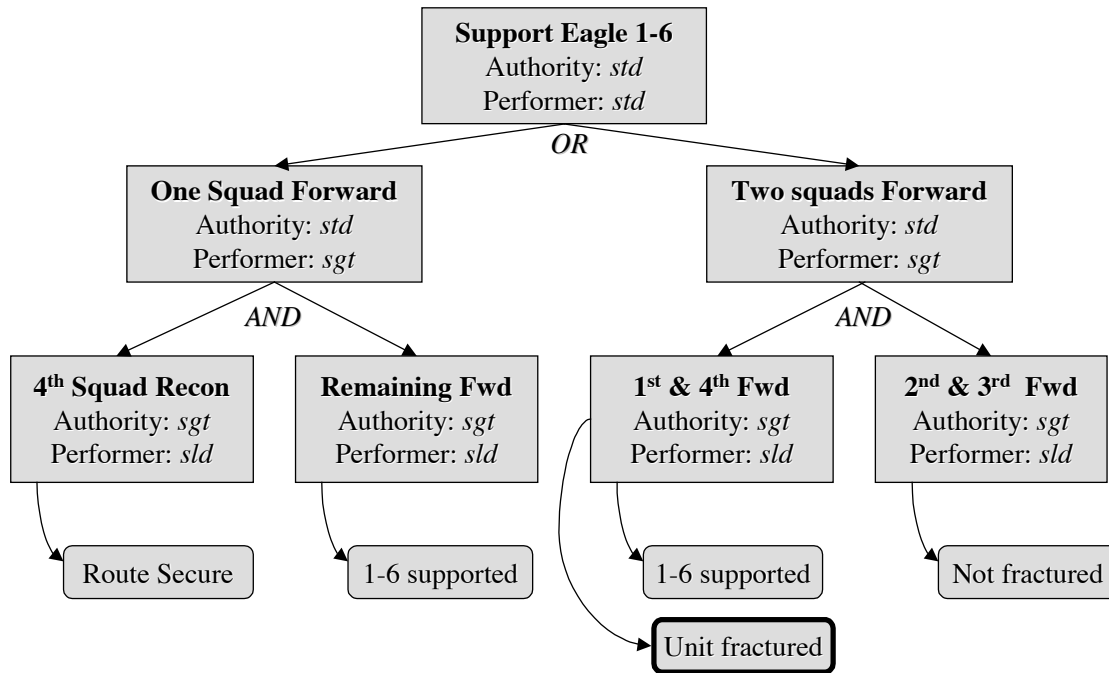 Support Eagle 1-6
Authority: std
Performer: std
OR
One Squad Forward
Authority: std
Performer: sgt
Two squads Forward
Authority: std
Performer: sgt
AND
AND
4th Squad Recon
Authority: sgt
Performer: sld
Remaining Fwd
Authority: sgt
Performer: sld
1st & 4th Fwd
Authority: sgt
Performer: sld
2nd & 3rd Fwd
Authority: sgt
Performer: sld
Route Secure
1-6 supported
1-6 supported
Not fractured
Unit fractured